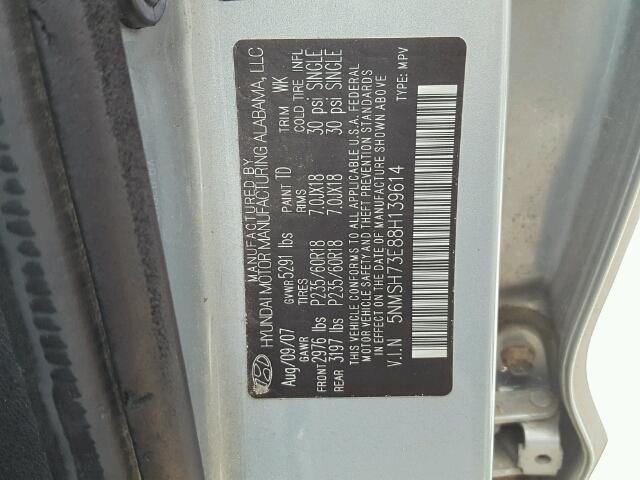 MANUFACTURED BY
HYUNDAI MOTOR MANUFACTURING ALABAMA, LLC
Aug/09/07 GVWR 5291 lbs PAINT TD TRIM WK
GAWR TIRES RIMS COLD TIRE INFL
FRONT 2976 lbs P235/60R18 7.0JX18 30 psi SINGLE
REAR 3197 lbs P235/60R18 7.0JX18 30 psi SINGLE
THIS VEHICLE CONFORMS TO ALL APPLICABLE U.S.A. FEDERAL
MOTOR VEHICLE SAFETY AND THEFT PREVENTION STANDARDS
IN EFFECT ON THE DATE OF MANUFACTURE SHOWN ABOVE
V.I.N 5NMSH73E88H139614 TYPE: MPV